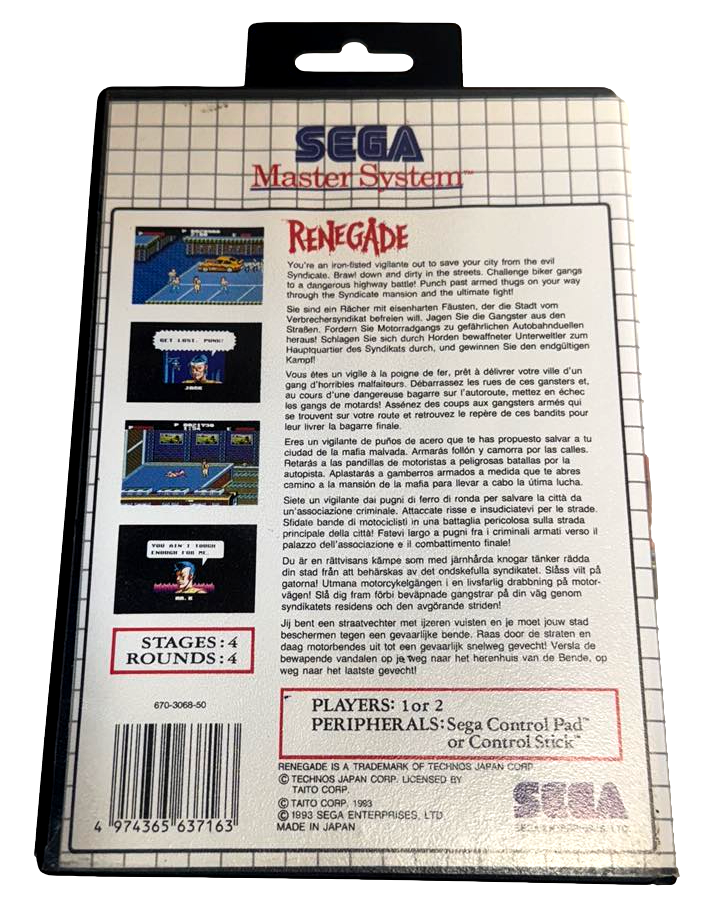 SEGA
Master System™
RENEGADE
You're an iron-fisted vigilante out to save your city from the evil
Syndicate. Brawl down and dirty in the streets. Challenge biker gangs
to a dangerous highway battle! Punch past armed thugs on your way
through the Syndicate mansion and the ultimate fight!
Sie sind ein Rächer mit eisenharten Fäusten, der die Stadt vom
Verbrechersyndikat befreien will. Jagen Sie die Gangster aus den
Straßen. Fordern Sie Motorradgangs zu gefährlichen Autobahnduellen
heraus! Schlagen Sie sich durch Horden bewaffneter Unterweltler zum
Hauptquartier des Syndikats durch, und gewinnen Sie den endgültigen
Kampf!
Vous êtes un vigile à la poigne de fer, prêt à délivrer votre ville d'un
gang d'horribles malfaiteurs. Débarrassez les rues de ces gansters et,
au cours d'une dangereuse bagarre sur l'autoroute, mettez en échec
les gangs de motards! Assénez des coups aux gangsters armés qui
se trouvent sur votre route et retrouvez le repère de ces bandits pour
leur livrer la bagarre finale.
Eres un vigilante de puños de acero que te has propuesto salvar a tu
ciudad de la mafia malvada. Armarás follón y camorra por las calles.
Retarás a las pandillas de motoristas a peligrosas batallas por la
autopista. Aplastarás a gamberros armados a medida que te abres
camino a la mansión de la mafia para llevar a cabo la útima lucha.
Siete un vigilante dai pugni di ferro di ronda per salvare la città da
un'associazione criminale. Attaccate risse e insudiciatevi per le strade.
Sfidate bande di motociclisti in una battaglia pericolosa sulla strada
principale della città! Fatevi largo a pugni fra i criminali armati verso il
palazzo dell'associazione e il combattimento finale!
Du är en rättvisans kämpe som med järnhårda knogar tänker rädda
din stad från att behärskas av det ondskefulla syndikatet. Slåss vilt på
gatorna! Utmana motorcykelgängen i en livsfarlig drabbning på motor-
vägen! Slå dig fram förbi beväpnade gangstrar på din väg genom
syndikatets residens och den avgörande striden!
Jij bent een straatvechter met ijzeren vuisten en je moet jouw stad
beschermen tegen een gevaarlijke bende. Raas door de straten en
daag motorbendes uit tot een gevaarlijk snelweg gevecht! Versla de
bewapende vandalen op je weg naar het herenhuis van de Bende, op
weg naar het laatste gevecht!
GET LOST, PUNK!
JACK
YOU AIN'T TOUGH
ENOUGH FOR ME.
MR. K
STAGES: 4
ROUNDS: 4
670-3068-50
4 974365 637163
PLAYERS: 1 or 2
PERIPHERALS: Sega Control Pad™
or Control Stick™
RENEGADE IS A TRADEMARK OF TECHNOS JAPAN CORP
© TECHNOS JAPAN CORP. LICENSED BY
TAITO CORP.
© TAITO CORP. 1993
© 1993 SEGA ENTERPRISES, LTD.
MADE IN JAPAN
SEGA